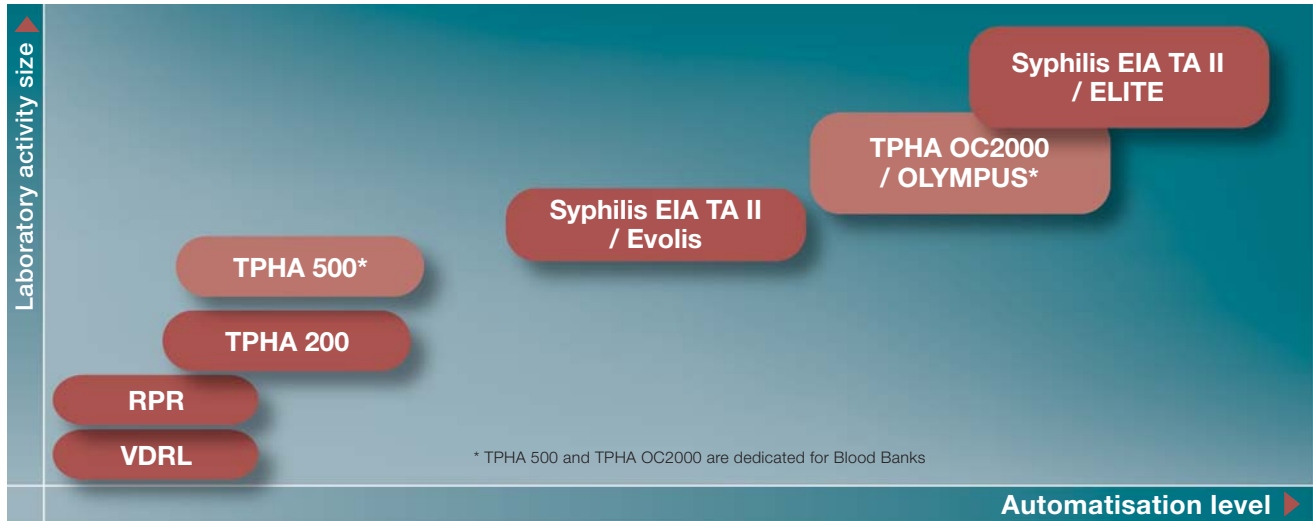 Laboratory activity size
Syphilis EIA TA II
/ ELITE
TPHA OC2000
/ OLYMPUS*
Syphilis EIA TA II
/ Evolis
TPHA 500*
TPHA 200
RPR
VDRL
* TPHA 500 and TPHA OC2000 are dedicated for Blood Banks
Automatisation level